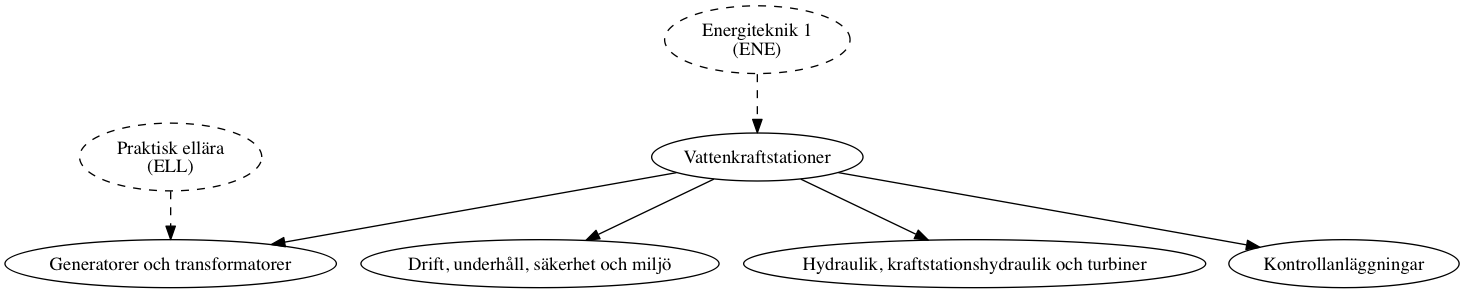 Energiteknik 1
(ENE)
Praktisk ellära
(ELL)
Vattenkraftstationer
Generatorer och transformatorer
Drift, underhåll, säkerhet och miljö
Hydraulik, kraftstationshydraulik och turbiner
Kontrollanläggningar